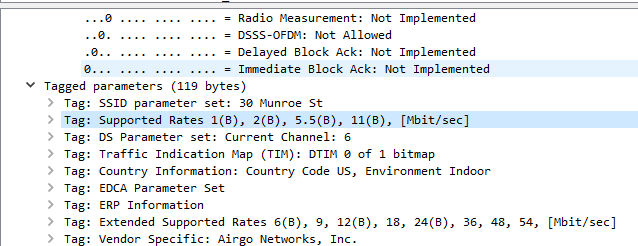 ...0 .... .... .... = Radio Measurement: Not Implemented
..0. .... .... .... = DSSS-OFDM: Not Allowed
.0.. .... .... .... = Delayed Block Ack: Not Implemented
0... .... .... .... = Immediate Block Ack: Not Implemented
Tagged parameters (119 bytes)
Tag: SSID parameter set: 30 Munroe St
Tag: Supported Rates 1(B), 2(B), 5.5(B), 11(B), [Mbit/sec]
Tag: DS Parameter set: Current Channel: 6
Tag: Traffic Indication Map (TIM): DTIM 0 of 1 bitmap
Tag: Country Information: Country Code US, Environment Indoor
Tag: EDCA Parameter Set
Tag: ERP Information
Tag: Extended Supported Rates 6(B), 9, 12(B), 18, 24(B), 36, 48, 54, [Mbit/sec]
Tag: Vendor Specific: Airgo Networks, Inc.